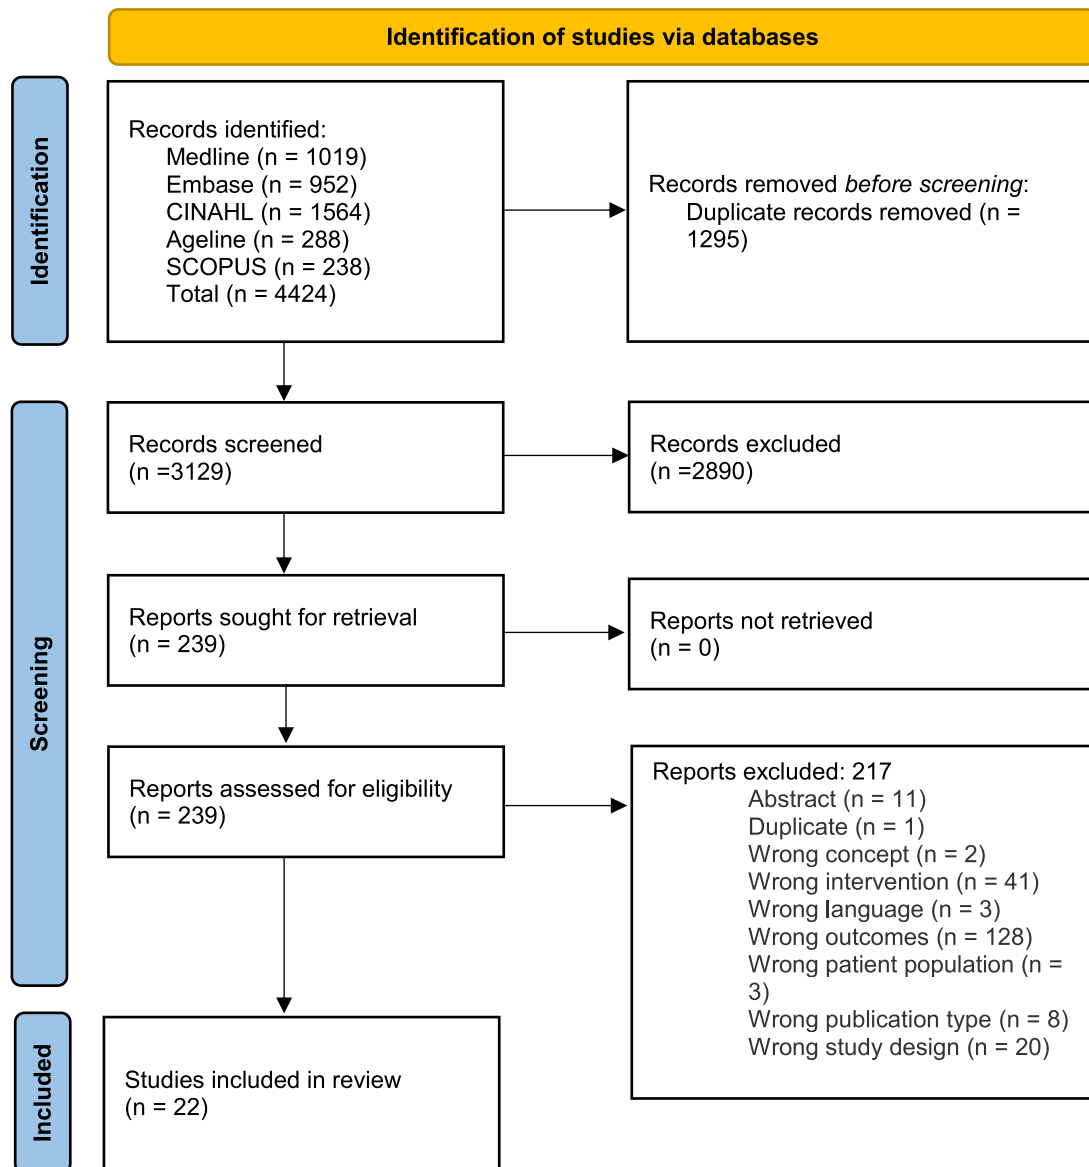 Identification of studies via databases
Identification
Records identified:
Medline (n = 1019)
Embase (n = 952)
CINAHL (n = 1564)
Ageline (n = 288)
SCOPUS (n = 238)
Total (n = 4424)
Records removed before screening:
Duplicate records removed (n =
1295)
Screening
Records screened
(n =3129)
Records excluded
(n =2890)
Reports sought for retrieval
(n = 239)
Reports not retrieved
(n = 0)
Reports assessed for eligibility
(n = 239)
Reports excluded: 217
Abstract (n = 11)
Duplicate (n = 1)
Wrong concept (n = 2)
Wrong intervention (n = 41)
Wrong language (n = 3)
Wrong outcomes (n = 128)
Wrong patient population (n =
3)
Wrong publication type (n = 8)
Wrong study design (n = 20)
Included
Studies included in review
(n = 22)